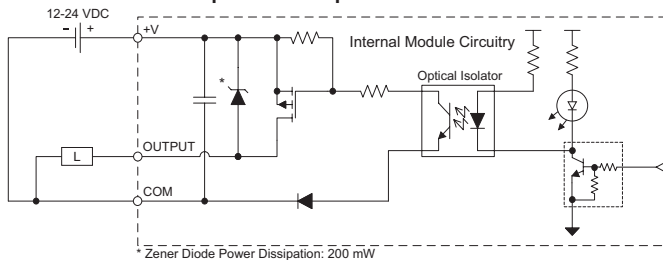 12-24 VDC
- +
+V
Internal Module Circuitry
*
Optical Isolator
OUTPUT
L
COM
* Zener Diode Power Dissipation: 200 mW